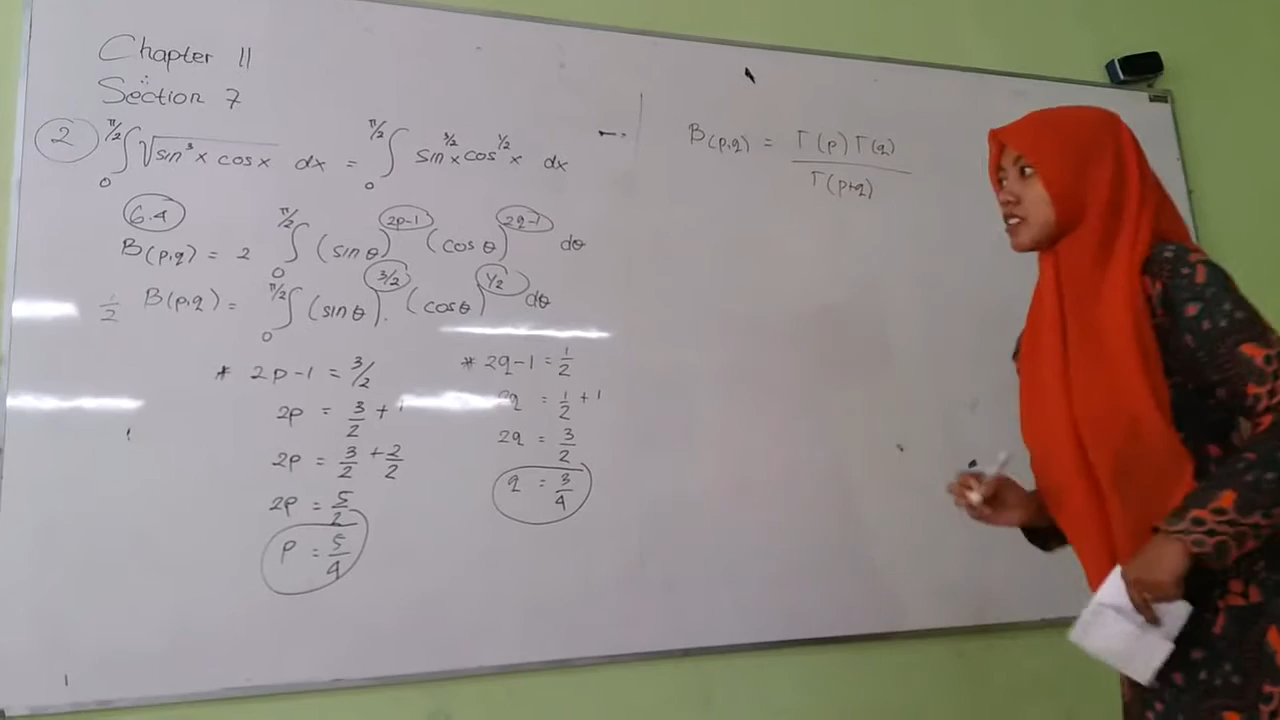 Chapter 11
Section 7
2 ∫₀^{π/2} √(sin³x cos x) dx = ∫₀^{π/2} sin^{3/2}x cos^{1/2}x dx
6.4
B(p,q) = 2 ∫₀^{π/2} (sin θ)^{2p-1} (cos θ)^{2q-1} dθ
1/2 B(p,q) = ∫₀^{π/2} (sin θ)^{3/2} . (cos θ)^{1/2} dθ
* 2p-1 = 3/2
2p = 3/2 + 1
2p = 3/2 + 2/2
2p = 5/2
p = 5/4
* 2q-1 = 1/2
2q = 1/2 + 1
2q = 3/2
q = 3/4
B(p,q) = Γ(p) Γ(q) / Γ(p+q)